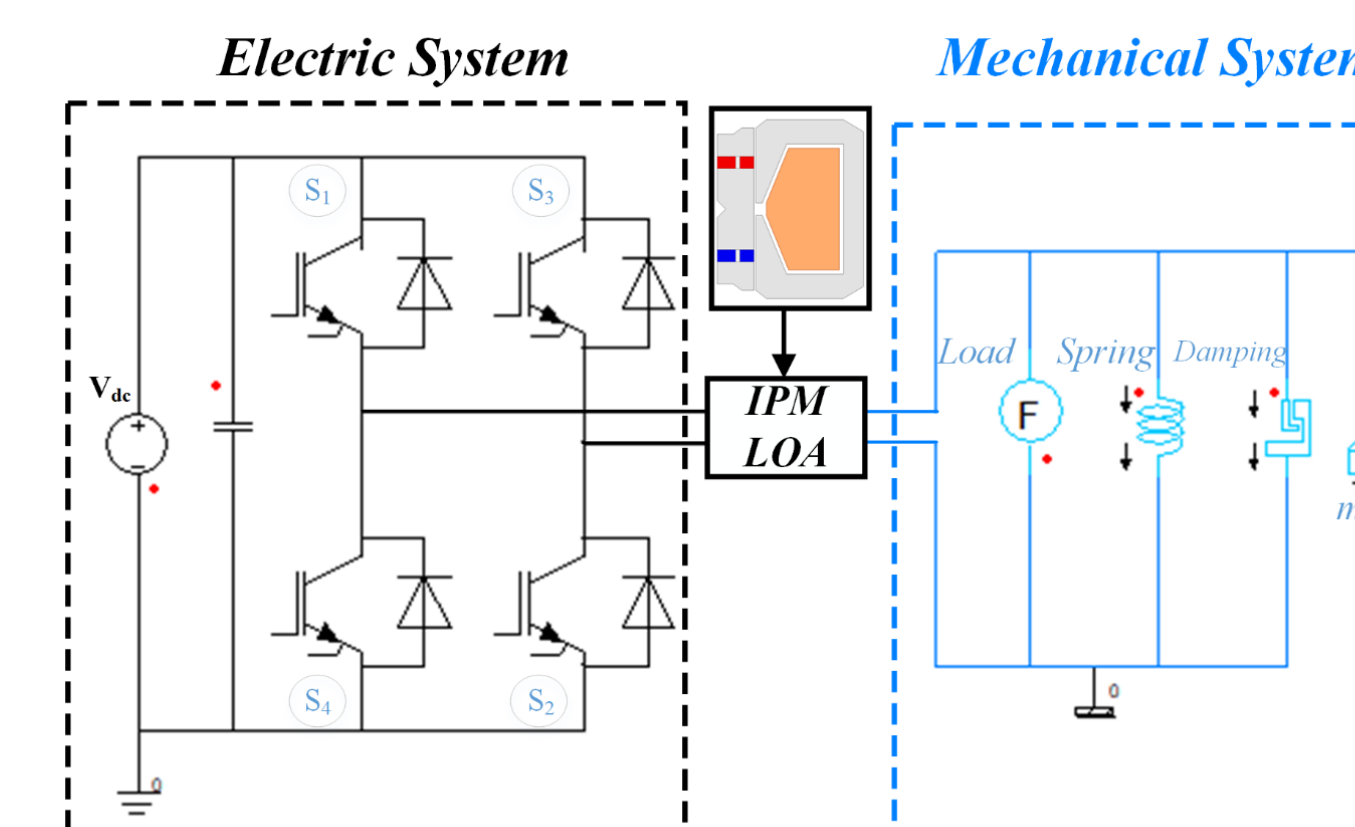 Electric System
Mechanical System
S1
S3
Vdc
+
−
IPM
LOA
Load
Spring
Damping
F
m
S4
S2
0
0